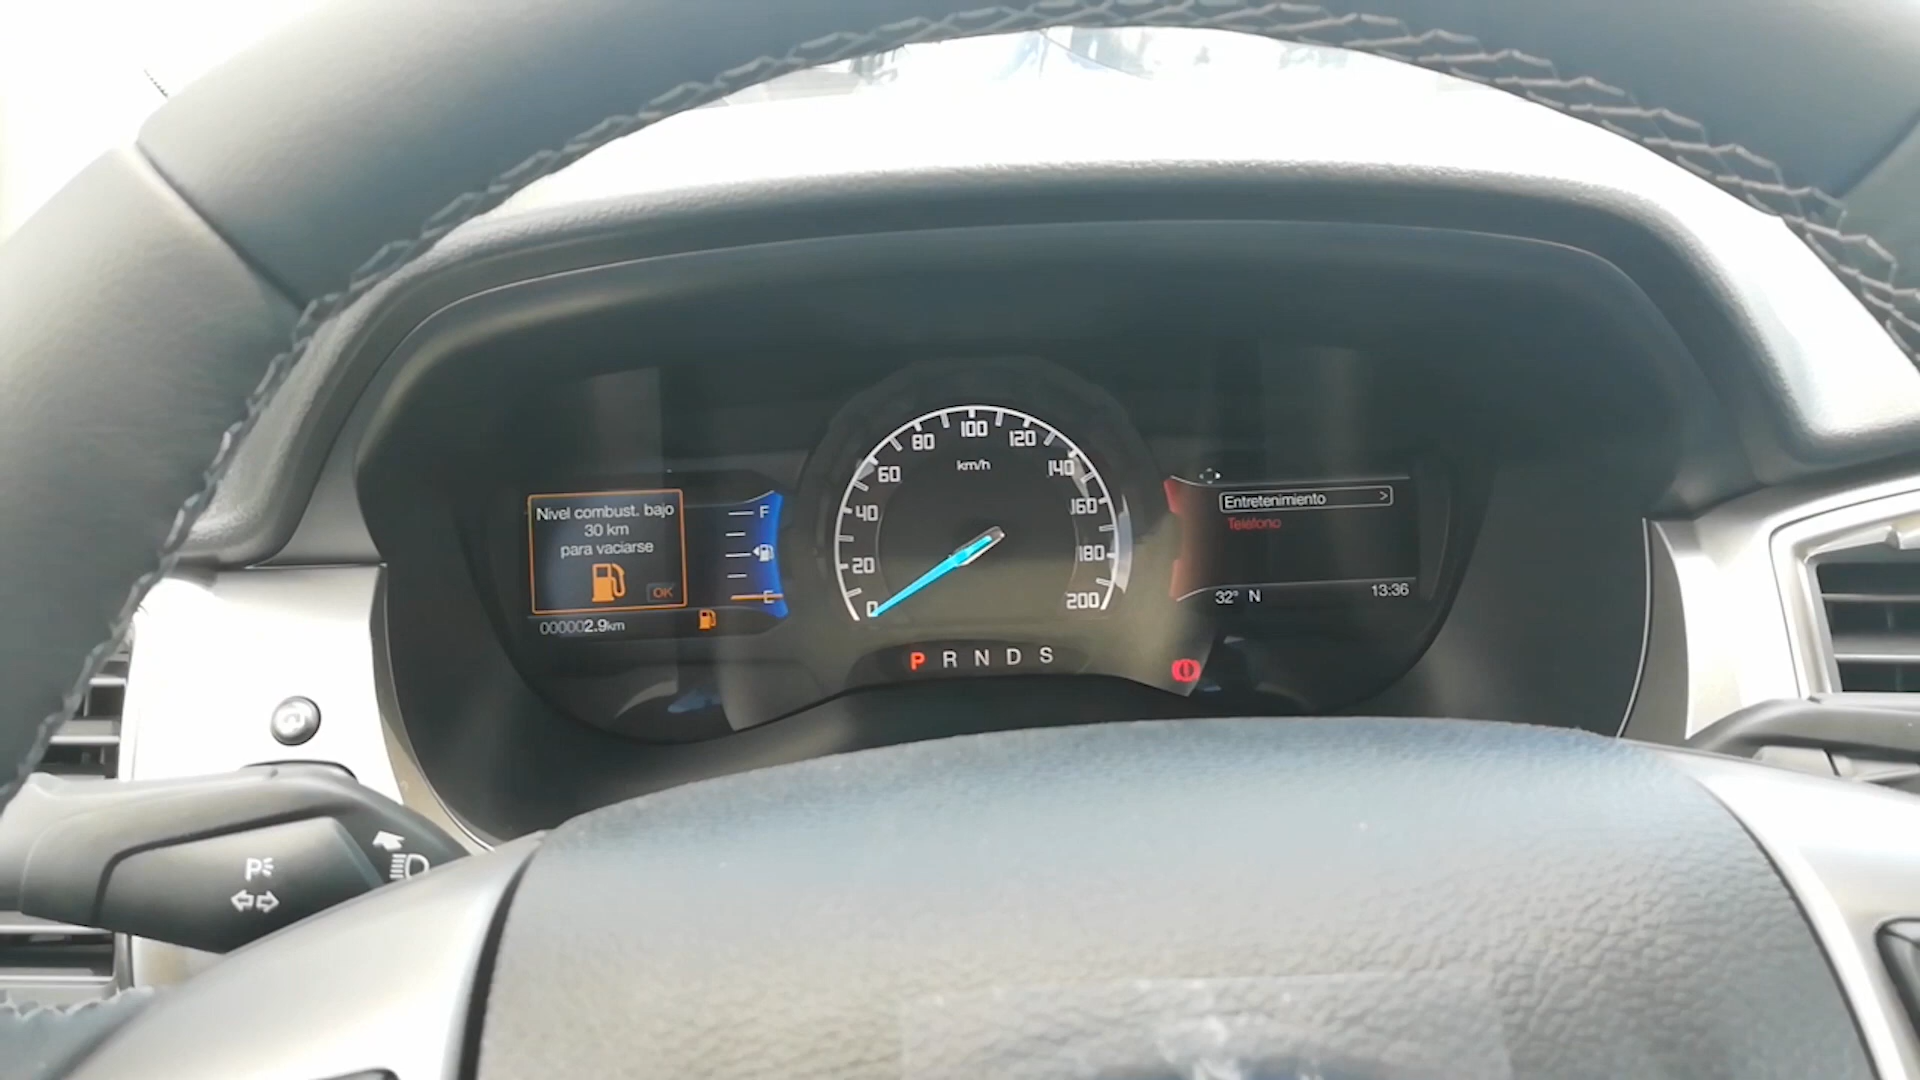 Nivel combust. bajo
30 km
para vaciarse
OK
000002.9km
F
E
0
20
40
60
80
100
120
140
160
180
200
km/h
P R N D S
Entretenimiento >
Teléfono
32° N
13:36
P